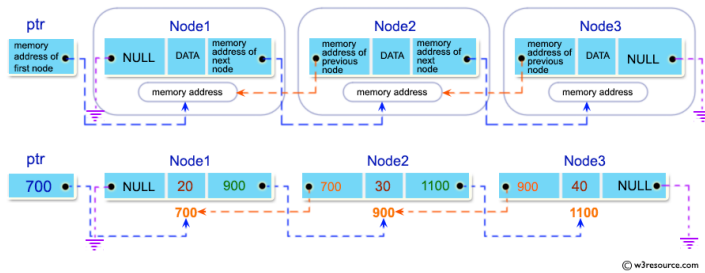 ptr
Node1
Node2
Node3
memory
address of
first node
NULL
DATA
memory
address of
next
node
memory address
memory
address of
previous
node
DATA
memory
address of
next
node
memory address
memory
address of
previous
node
DATA
NULL
memory address
ptr
Node1
Node2
Node3
700
NULL
20
900
700
30
1100
900
40
NULL
700
900
1100
© w3resource.com